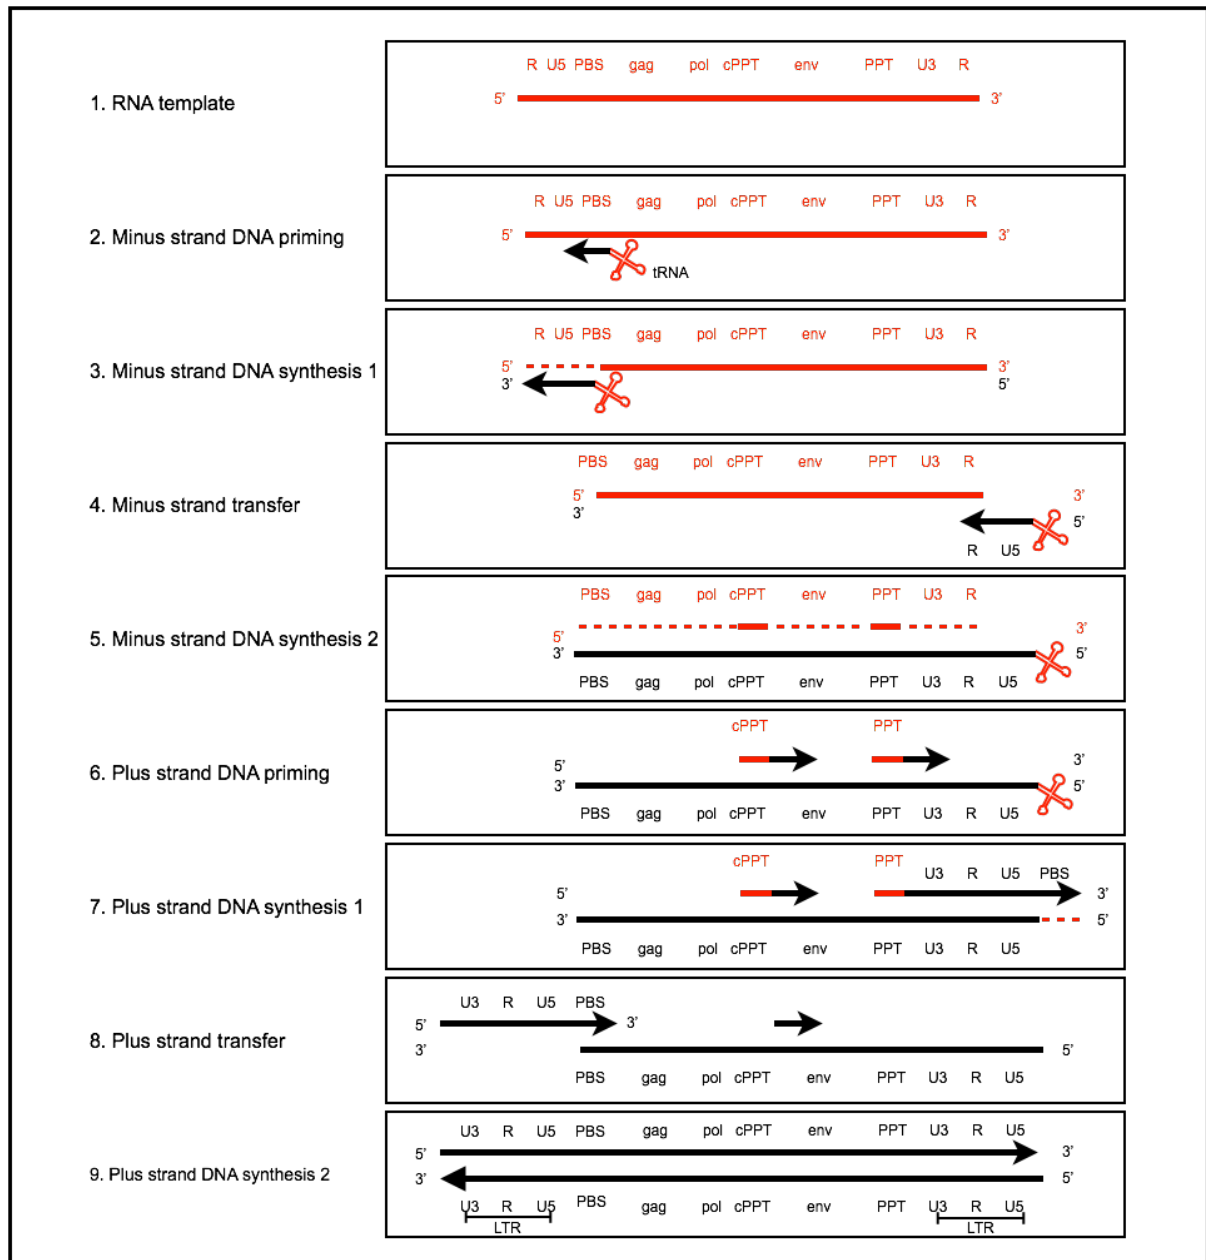 R U5 PBS gag pol cPPT env PPT U3 R
1. RNA template
5' 3'
R U5 PBS gag pol cPPT env PPT U3 R
2. Minus strand DNA priming
5' 3'
tRNA
R U5 PBS gag pol cPPT env PPT U3 R
3. Minus strand DNA synthesis 1
5' 3'
3' 5'
PBS gag pol cPPT env PPT U3 R
4. Minus strand transfer
5' 3'
3' 5'
R U5
PBS gag pol cPPT env PPT U3 R
5. Minus strand DNA synthesis 2
5' 3'
3' 5'
PBS gag pol cPPT env PPT U3 R U5
cPPT PPT
6. Plus strand DNA priming
5' 3'
3' 5'
PBS gag pol cPPT env PPT U3 R U5
cPPT PPT U3 R U5 PBS
7. Plus strand DNA synthesis 1
5' 3'
3' 5'
PBS gag pol cPPT env PPT U3 R U5
U3 R U5 PBS
8. Plus strand transfer
5' 3'
3' 5'
PBS gag pol cPPT env PPT U3 R U5
U3 R U5 PBS gag pol cPPT env PPT U3 R U5
9. Plus strand DNA synthesis 2
5' 3'
3' 5'
U3 R U5 PBS gag pol cPPT env PPT U3 R U5
LTR LTR